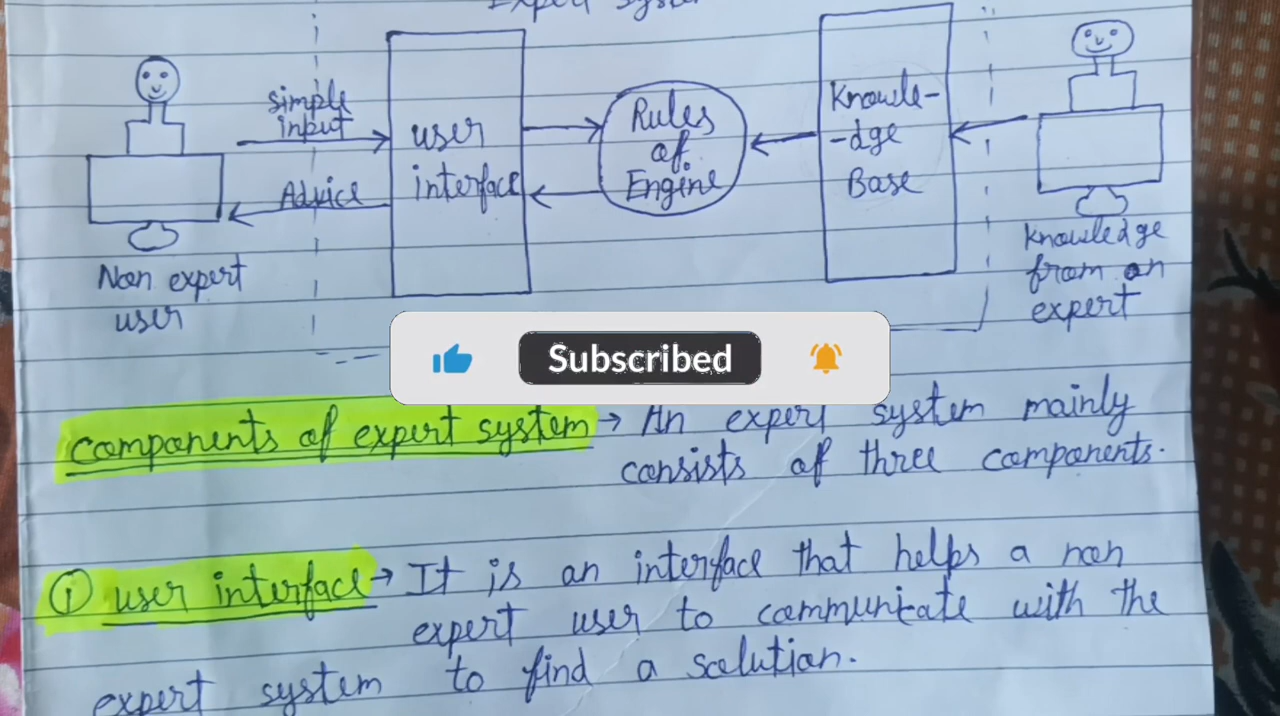 Expert System
simple
input
Advice
user
interface
Rules
of
Engine
Knowle-
-dge
Base
Non expert
user
knowledge
from an
expert
Subscribed
components of expert system → An expert system mainly
consists of three components.
(i) user interface → It is an interface that helps a non
expert user to communicate with the
expert system to find a solution.